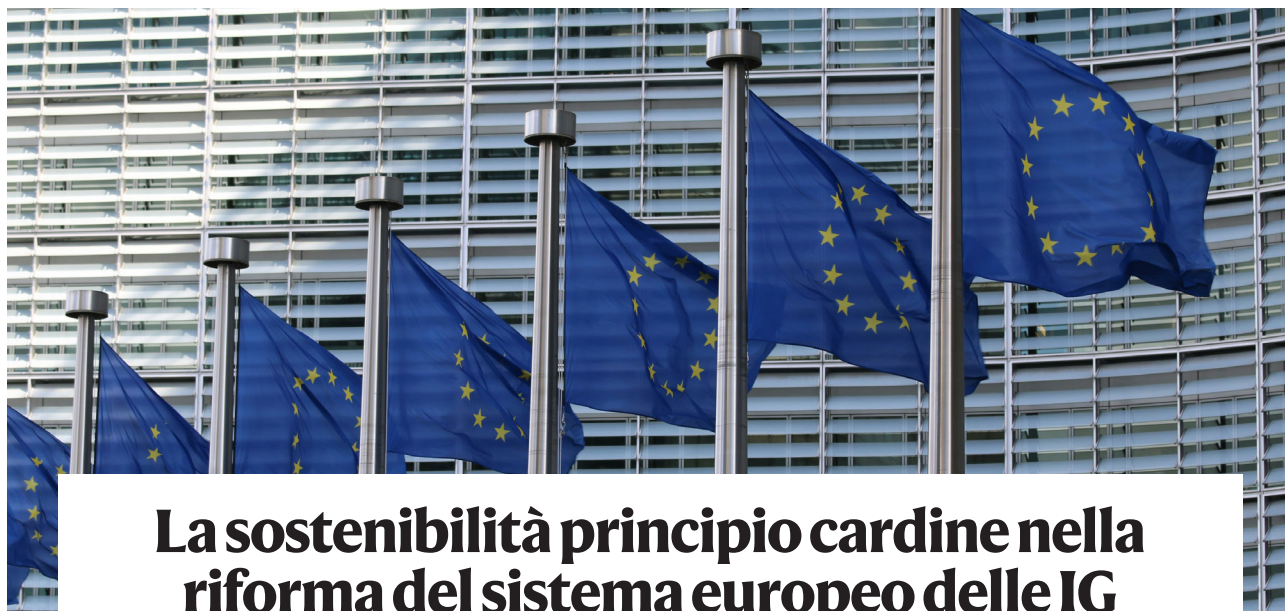 La sostenibilità principio cardine nella
riforma del sistema europeo delle IG